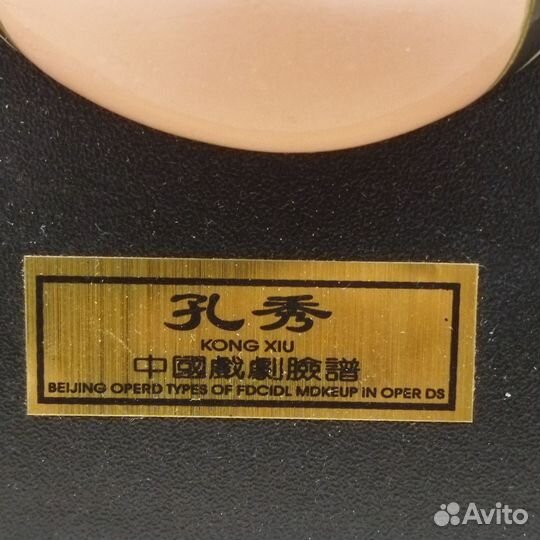 孔秀
KONG XIU
中國戲劇臉譜
BEIJING OPERD TYPES OF FDCIDL MDKEUP IN OPER DS
Avito